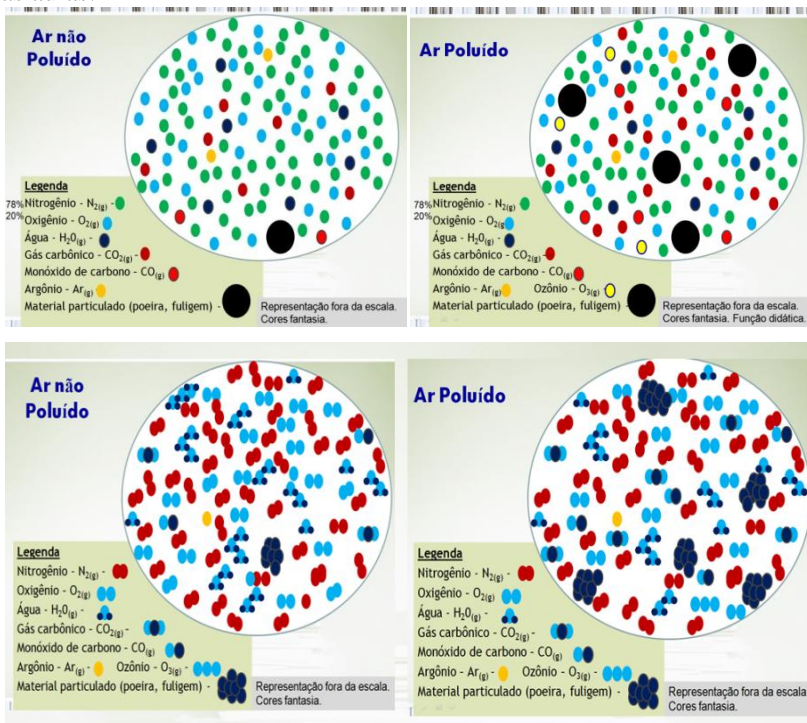 Ar não
Poluído
Legenda
78% Nitrogênio - N2(g) -
20% Oxigênio - O2(g)
Água - H2O(g) -
Gás carbônico - CO2(g) -
Monóxido de carbono - CO(g)
Argônio - Ar(g)
Material particulado (poeira, fuligem) -
Representação fora da escala.
Cores fantasia.
Ar Poluído
Legenda
78% Nitrogênio - N2(g) -
20% Oxigênio - O2(g)
Água - H2O(g) -
Gás carbônico - CO2(g) -
Monóxido de carbono - CO(g)
Argônio - Ar(g) Ozônio - O3(g)
Material particulado (poeira, fuligem) -
Representação fora da escala.
Cores fantasia. Função didática.
Ar não
Poluído
Legenda
Nitrogênio - N2(g) -
Oxigênio - O2(g)
Água - H2O(g) -
Gás carbônico - CO2(g) -
Monóxido de carbono - CO(g)
Argônio - Ar(g) - Ozônio - O3(g) -
Material particulado (poeira, fuligem) -
Representação fora da escala.
Cores fantasia.
Ar Poluído
Legenda
Nitrogênio - N2(g) -
Oxigênio - O2(g)
Água - H2O(g) -
Gás carbônico - CO2(g) -
Monóxido de carbono - CO(g)
Argônio - Ar(g) - Ozônio - O3(g) -
Material particulado (poeira, fuligem) -
Representação fora da escala.
Cores fantasia.